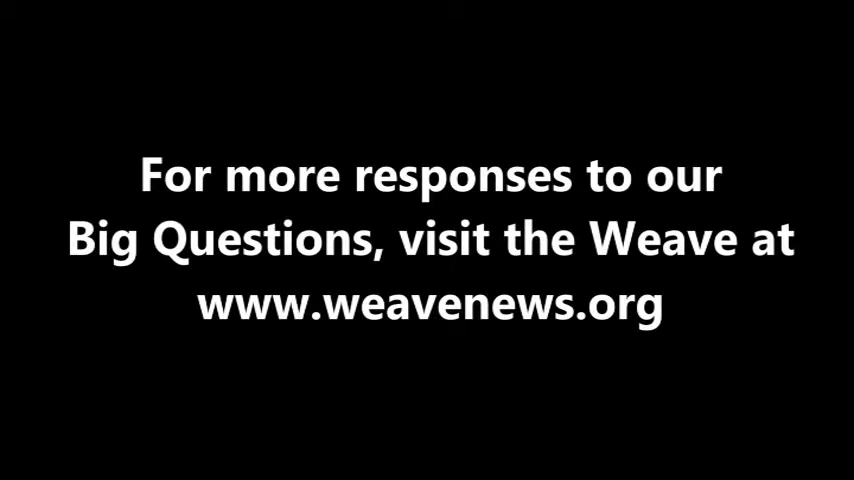 For more responses to our
Big Questions, visit the Weave at
www.weavenews.org